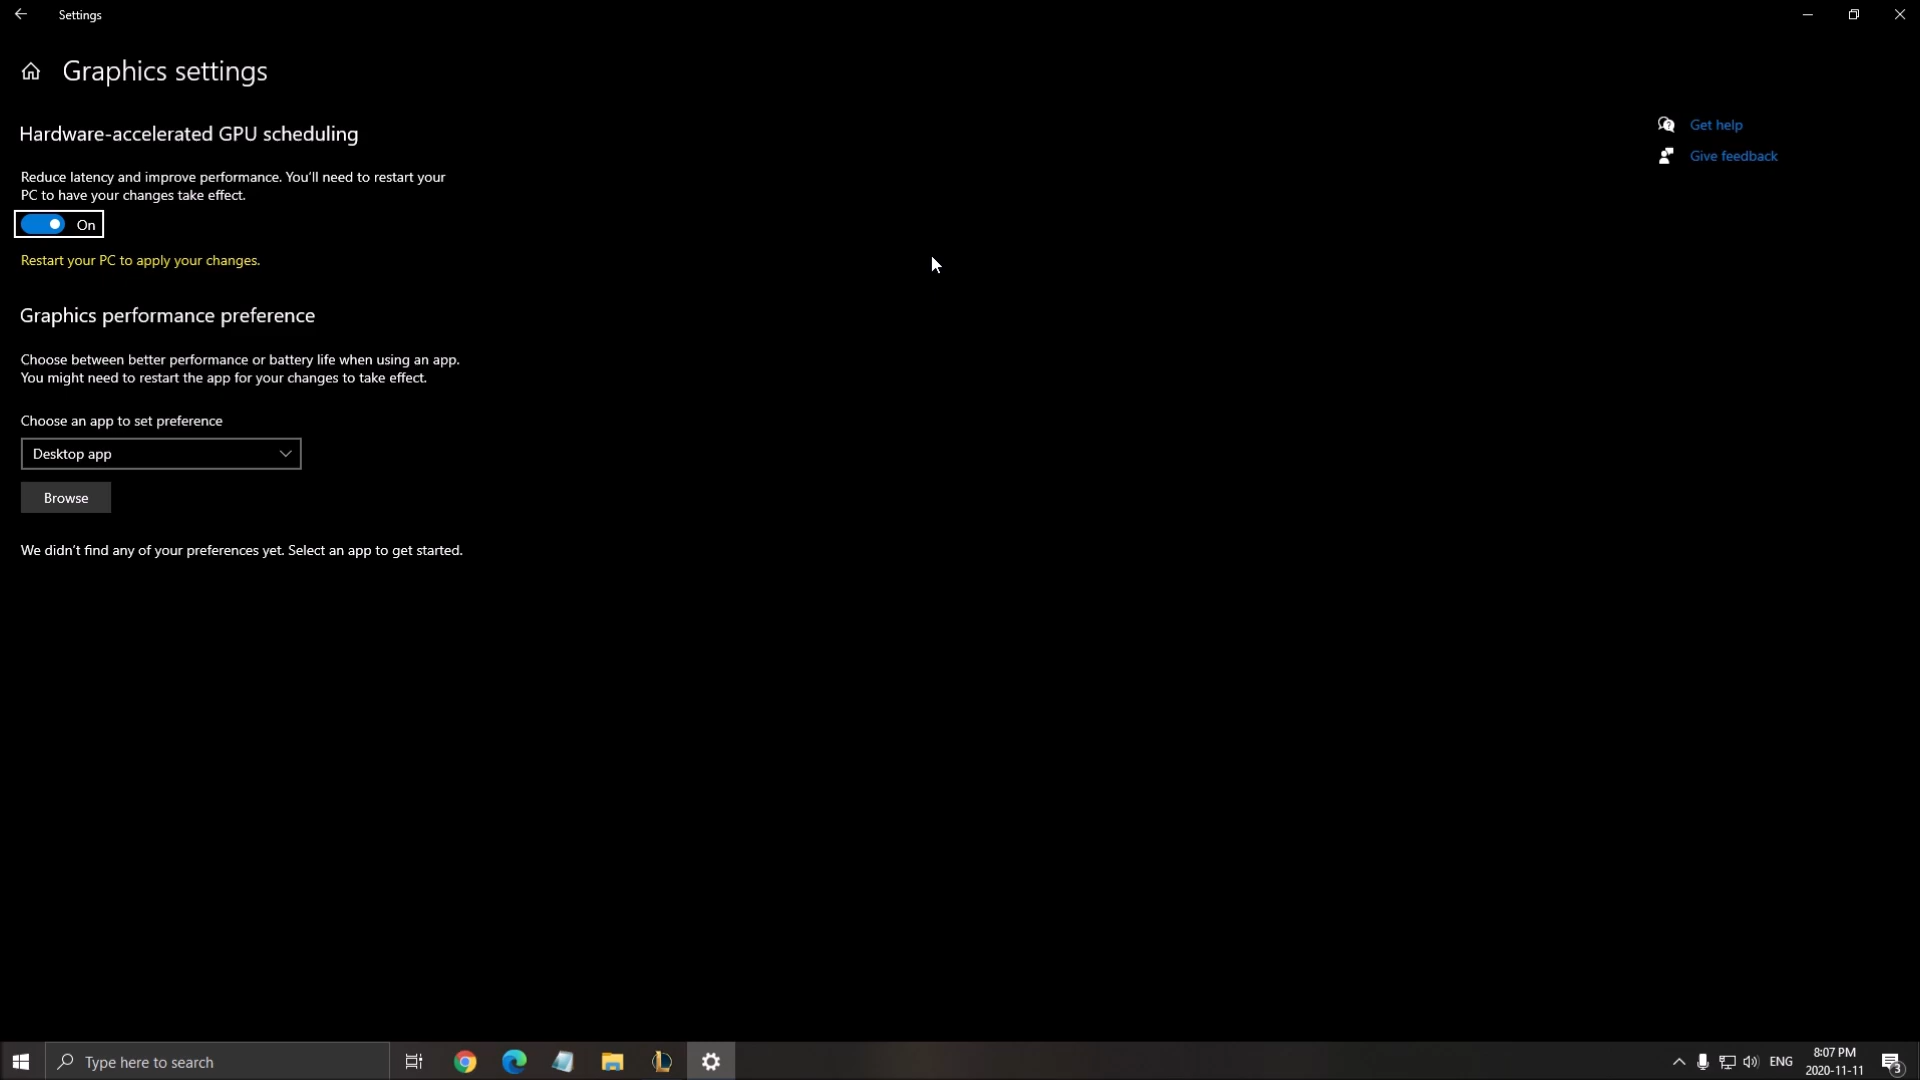 Settings
Graphics settings
Hardware-accelerated GPU scheduling
Get help
Give feedback
Reduce latency and improve performance. You'll need to restart your
PC to have your changes take effect.
On
Restart your PC to apply your changes.
Graphics performance preference
Choose between better performance or battery life when using an app.
You might need to restart the app for your changes to take effect.
Choose an app to set preference
Desktop app
Browse
We didn't find any of your preferences yet. Select an app to get started.
Type here to search
ENG
8:07 PM
2020-11-11
3